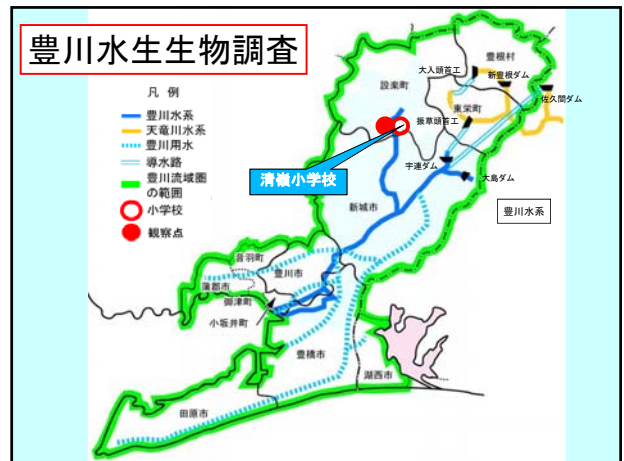 豊川水生生物調査
凡 例
豊川水系
天竜川水系
豊川用水
導水路
豊川流域圏
の範囲
小学校
観察点
豊根村
大入頭首工
新豊根ダム
設楽町
佐久間ダム
東栄町
振草頭首工
宇連ダム
清嶺小学校
大島ダム
新城市
豊川水系
音羽町
豊川市
蒲郡市
御津町
小坂井町
豊橋市
湖西市
田原市